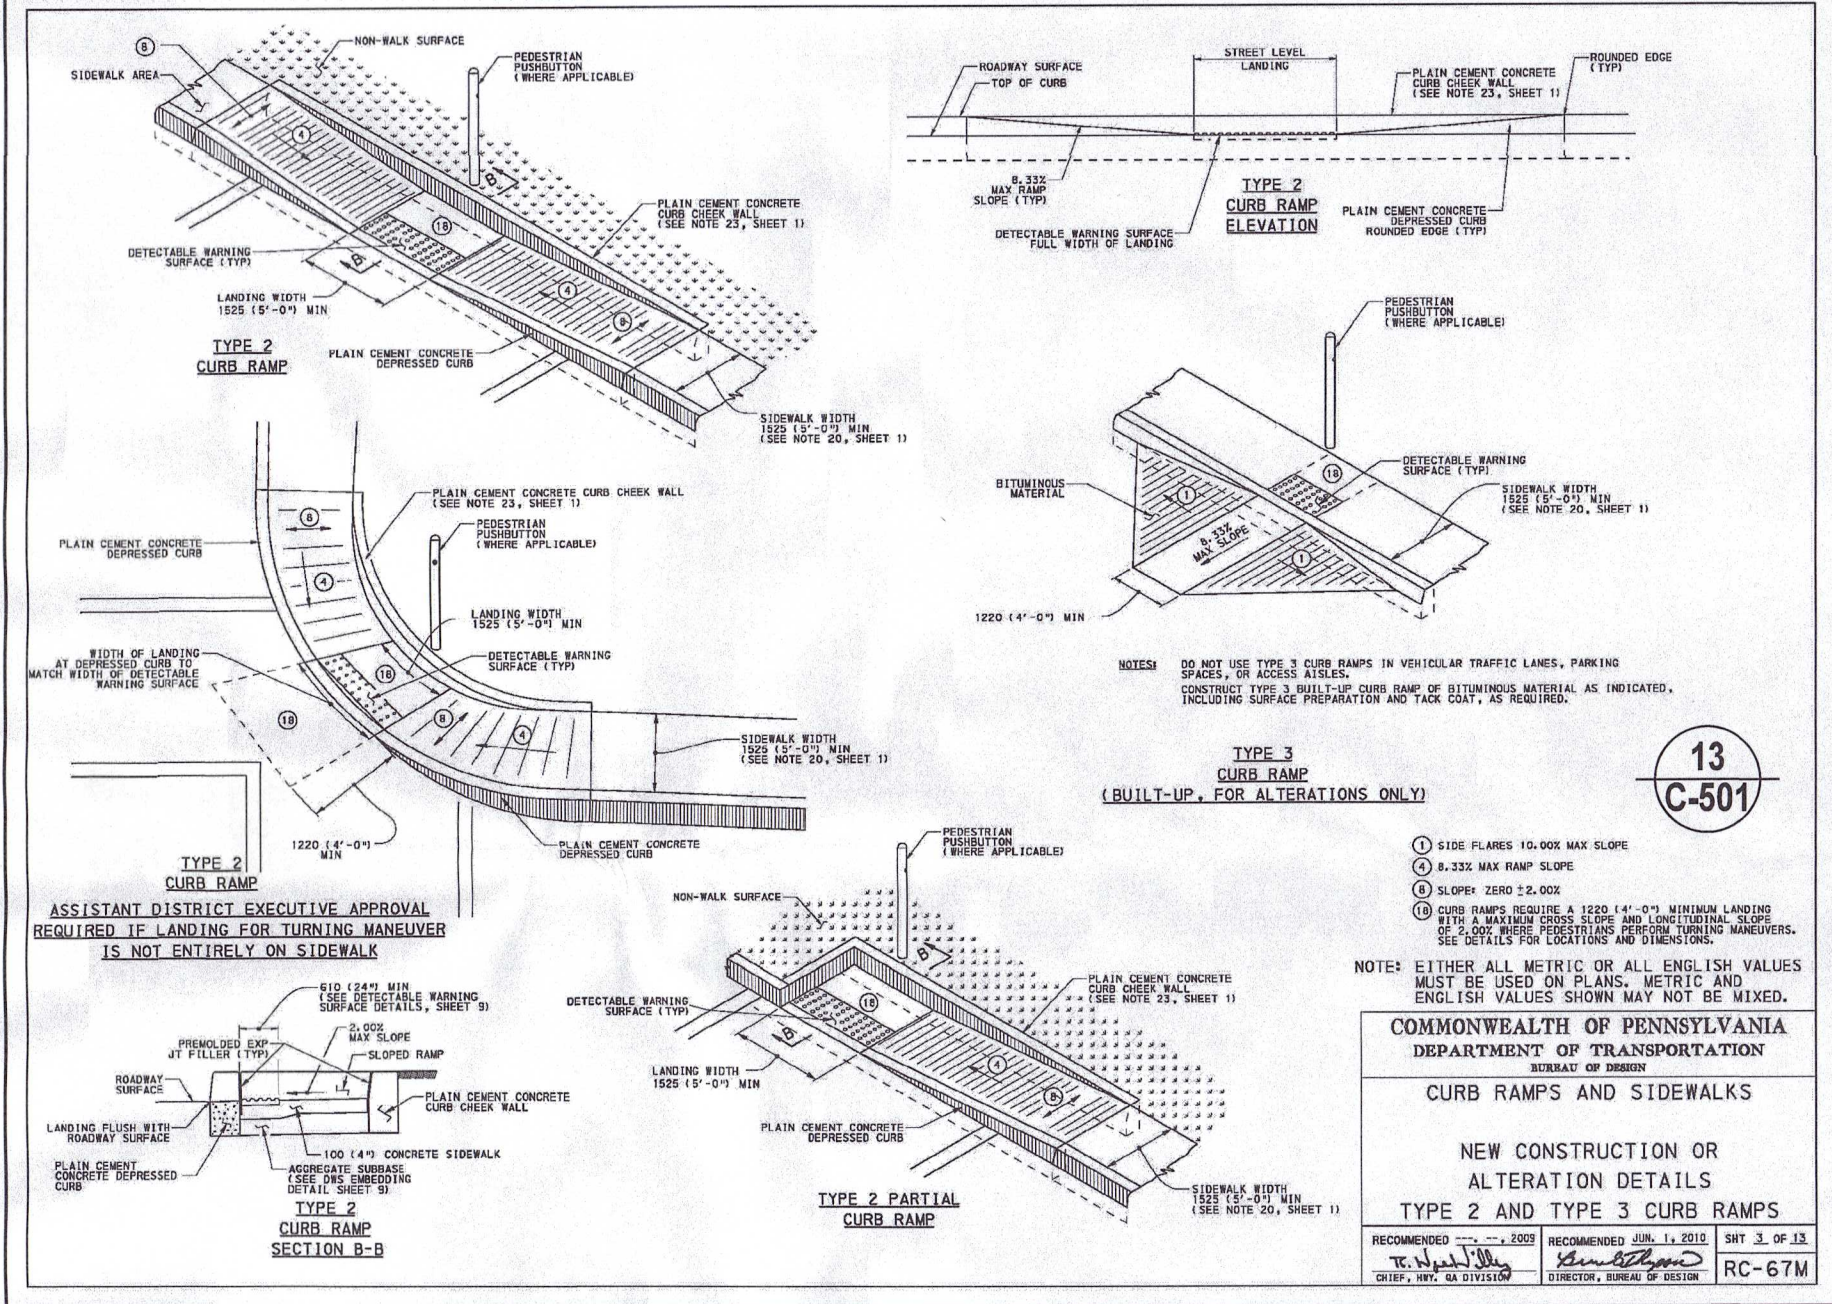 8
NON-WALK SURFACE
SIDEWALK AREA
PEDESTRIAN
PUSHBUTTON
(WHERE APPLICABLE)
4
B
PLAIN CEMENT CONCRETE
CURB CHEEK WALL
(SEE NOTE 23, SHEET 1)
18
DETECTABLE WARNING
SURFACE (TYP)
B
LANDING WIDTH
1525 (5'-0") MIN
4
8
TYPE 2
CURB RAMP
PLAIN CEMENT CONCRETE
DEPRESSED CURB
SIDEWALK WIDTH
1525 (5'-0") MIN
(SEE NOTE 20, SHEET 1)
STREET LEVEL
LANDING
ROADWAY SURFACE
TOP OF CURB
PLAIN CEMENT CONCRETE
CURB CHEEK WALL
(SEE NOTE 23, SHEET 1)
ROUNDED EDGE
(TYP)
8.33%
MAX RAMP
SLOPE (TYP)
TYPE 2
CURB RAMP
ELEVATION
DETECTABLE WARNING SURFACE
FULL WIDTH OF LANDING
PLAIN CEMENT CONCRETE
DEPRESSED CURB
ROUNDED EDGE (TYP)
PEDESTRIAN
PUSHBUTTON
(WHERE APPLICABLE)
BITUMINOUS
MATERIAL
1
18
DETECTABLE WARNING
SURFACE (TYP)
SIDEWALK WIDTH
1525 (5'-0") MIN
(SEE NOTE 20, SHEET 1)
8.33%
MAX SLOPE
1
1220 (4'-0") MIN
NOTES: DO NOT USE TYPE 3 CURB RAMPS IN VEHICULAR TRAFFIC LANES, PARKING
SPACES, OR ACCESS AISLES.
CONSTRUCT TYPE 3 BUILT-UP CURB RAMP OF BITUMINOUS MATERIAL AS INDICATED,
INCLUDING SURFACE PREPARATION AND TACK COAT, AS REQUIRED.
TYPE 3
CURB RAMP
(BUILT-UP, FOR ALTERATIONS ONLY)
13
C-501
PLAIN CEMENT CONCRETE CURB CHEEK WALL
(SEE NOTE 23, SHEET 1)
PEDESTRIAN
PUSHBUTTON
(WHERE APPLICABLE)
8
PLAIN CEMENT CONCRETE
DEPRESSED CURB
4
LANDING WIDTH
1525 (5'-0") MIN
DETECTABLE WARNING
SURFACE (TYP)
WIDTH OF LANDING
AT DEPRESSED CURB TO
MATCH WIDTH OF DETECTABLE
WARNING SURFACE
18
18
8
4
SIDEWALK WIDTH
1525 (5'-0") MIN
(SEE NOTE 20, SHEET 1)
1220 (4'-0")
MIN
PLAIN CEMENT CONCRETE
DEPRESSED CURB
TYPE 2
CURB RAMP
ASSISTANT DISTRICT EXECUTIVE APPROVAL
REQUIRED IF LANDING FOR TURNING MANEUVER
IS NOT ENTIRELY ON SIDEWALK
610 (24") MIN
(SEE DETECTABLE WARNING
SURFACE DETAILS, SHEET 9)
PREMOLDED EXP
JT FILLER (TYP)
2.00%
MAX SLOPE
SLOPED RAMP
ROADWAY
SURFACE
PLAIN CEMENT CONCRETE
CURB CHEEK WALL
LANDING FLUSH WITH
ROADWAY SURFACE
PLAIN CEMENT
CONCRETE DEPRESSED
CURB
100 (4") CONCRETE SIDEWALK
AGGREGATE SUBBASE
(SEE DWS EMBEDDING
DETAIL SHEET 9)
TYPE 2
CURB RAMP
SECTION B-B
PEDESTRIAN
PUSHBUTTON
(WHERE APPLICABLE)
NON-WALK SURFACE
B
PLAIN CEMENT CONCRETE
CURB CHEEK WALL
(SEE NOTE 23, SHEET 1)
DETECTABLE WARNING
SURFACE (TYP)
18
B
LANDING WIDTH
1525 (5'-0") MIN
4
8
PLAIN CEMENT CONCRETE
DEPRESSED CURB
SIDEWALK WIDTH
1525 (5'-0") MIN
(SEE NOTE 20, SHEET 1)
TYPE 2 PARTIAL
CURB RAMP
1 SIDE FLARES 10.00% MAX SLOPE
4 8.33% MAX RAMP SLOPE
8 SLOPE: ZERO ±2.00%
18 CURB RAMPS REQUIRE A 1220 (4'-0") MINIMUM LANDING
WITH A MAXIMUM CROSS SLOPE AND LONGITUDINAL SLOPE
OF 2.00% WHERE PEDESTRIANS PERFORM TURNING MANEUVERS.
SEE DETAILS FOR LOCATIONS AND DIMENSIONS.
NOTE: EITHER ALL METRIC OR ALL ENGLISH VALUES
MUST BE USED ON PLANS. METRIC AND
ENGLISH VALUES SHOWN MAY NOT BE MIXED.
COMMONWEALTH OF PENNSYLVANIA
DEPARTMENT OF TRANSPORTATION
BUREAU OF DESIGN
CURB RAMPS AND SIDEWALKS
NEW CONSTRUCTION OR
ALTERATION DETAILS
TYPE 2 AND TYPE 3 CURB RAMPS
RECOMMENDED ---. --, 2009
CHIEF, HWY. QA DIVISION
RECOMMENDED JUN. 1, 2010
DIRECTOR, BUREAU OF DESIGN
SHT 3 OF 13
RC-67M